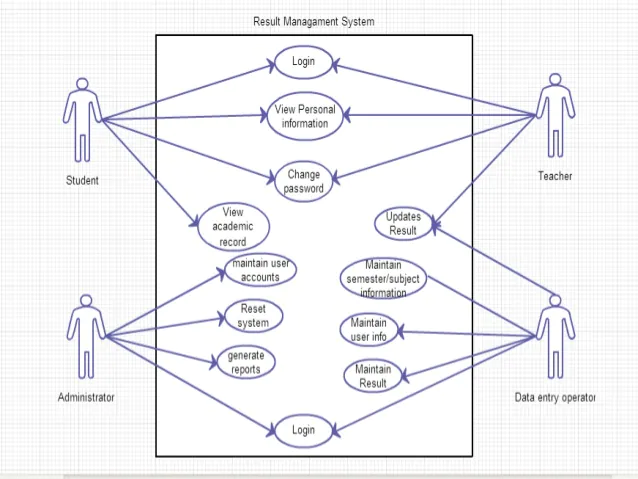 Result Managament System
Login
View Personal
information
Student
Teacher
Change
password
View
academic
record
Updates
Result
maintain user
accounts
Maintain
semester/subject
information
Reset
system
Maintain
user info
generate
reports
Maintain
Result
Administrator
Data entry operator
Login